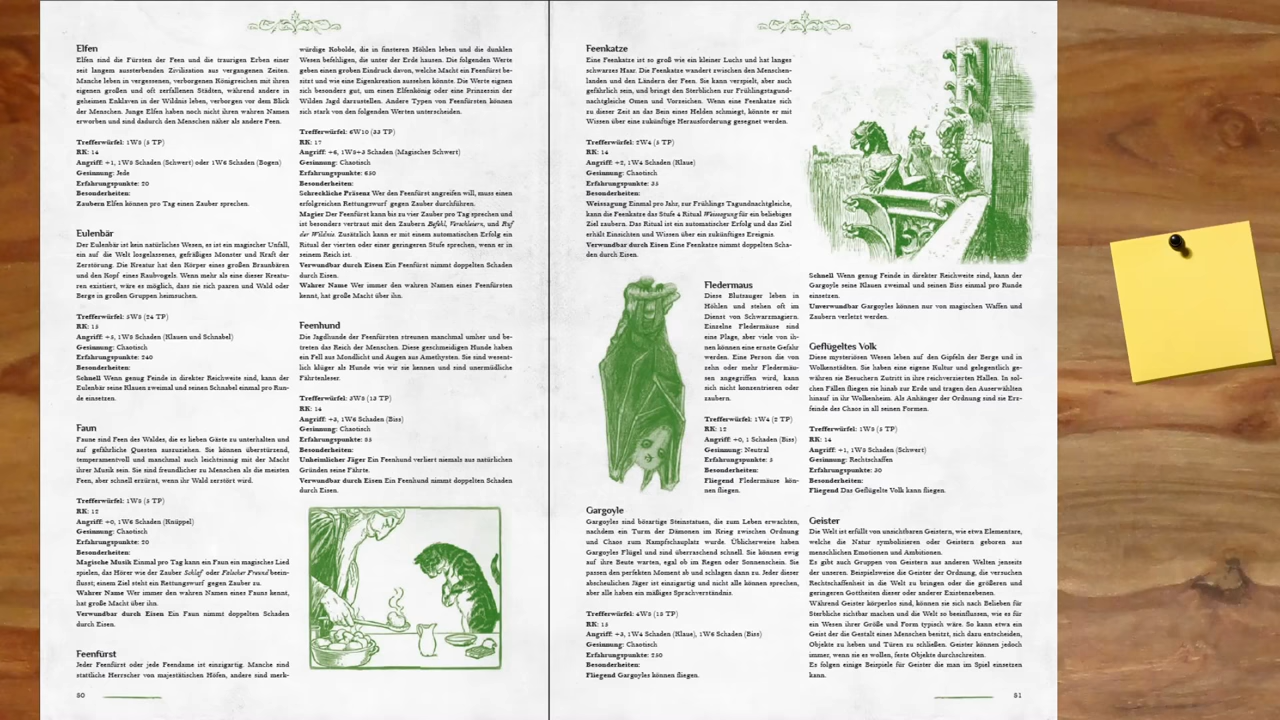 Elfen
Elfen sind die Fürsten der Feen und die traurigen Erben einer
seit langem aussterbenden Zivilisation aus vergangenen Zeiten.
Manche leben in vergessenen, verborgenen Königreichen mit ihren
eigenen großen und oft zerfallenen Städten, während andere in
geheimen Enklaven in der Wildnis leben, verborgen vor dem Blick
der Menschen. Junge Elfen haben noch nicht ihren wahren Namen
erworben und sind dadurch den Menschen näher als andere Feen.
Trefferwürfel: 1W8 (5 TP)
RK: 14
Angriff: +1, 1W8 Schaden (Schwert) oder 1W6 Schaden (Bogen)
Gesinnung: Jede
Erfahrungspunkte: 20
Besonderheiten:
Zaubern Elfen können pro Tag einen Zauber sprechen.
Eulenbär
Der Eulenbär ist kein natürliches Wesen, es ist ein magischer Unfall,
ein auf die Welt losgelassenes, gefräßiges Monster und Kraft der
Zerstörung. Die Kreatur hat den Körper eines großen Braunbären
und den Kopf eines Raubvogels. Wenn mehr als eine dieser Kreatu-
ren existiert, wäre es möglich, dass sie sich paaren und Wald oder
Berge in großen Gruppen heimsuchen.
Trefferwürfel: 5W8 (24 TP)
RK: 15
Angriff: +5, 1W8 Schaden (Klauen und Schnabel)
Gesinnung: Chaotisch
Erfahrungspunkte: 240
Besonderheiten:
Schnell Wenn genug Feinde in direkter Reichweite sind, kann der
Eulenbär seine Klauen zweimal und seinen Schnabel einmal pro Run-
de einsetzen.
Faun
Faune sind Feen des Waldes, die es lieben Gäste zu unterhalten und
auf gefährliche Questen auszuziehen. Sie können überstürzend,
temperamentvoll und manchmal auch leichtsinnig mit der Macht
ihrer Musik sein. Sie sind freundlicher zu Menschen als die meisten
Feen, aber schnell erzürnt, wenn ihr Wald zerstört wird.
Trefferwürfel: 1W8 (5 TP)
RK: 12
Angriff: +0, 1W6 Schaden (Knüppel)
Gesinnung: Chaotisch
Erfahrungspunkte: 20
Besonderheiten:
Magische Musik Einmal pro Tag kann ein Faun ein magisches Lied
spielen, das Hörer wie der Zauber Schlaf oder Falscher Freund beein-
flusst; einem Ziel steht ein Rettungswurf gegen Zauber zu.
Wahrer Name Wer immer den wahren Namen eines Fauns kennt,
hat große Macht über ihn.
Verwundbar durch Eisen Ein Faun nimmt doppelten Schaden
durch Eisen.
Feenfürst
Jeder Feenfürst oder jede Feendame ist einzigartig. Manche sind
stattliche Herrscher von majestätischen Höfen, andere sind merk-
50
würdige Kobolde, die in finsteren Höhlen leben und die dunklen
Wesen befehligen, die unter der Erde hausen. Die folgenden Werte
geben einen groben Eindruck davon, welche Macht ein Feenfürst be-
sitzt und wie eine Eigenkreation aussehen könnte. Die Werte eignen
sich besonders gut, um einen Elfenkönig oder eine Prinzessin der
Wilden Jagd darzustellen. Andere Typen von Feenfürsten können
sich stark von den folgenden Werten unterscheiden.
Trefferwürfel: 6W10 (33 TP)
RK: 17
Angriff: +6, 1W8+3 Schaden (Magisches Schwert)
Gesinnung: Chaotisch
Erfahrungspunkte: 650
Besonderheiten:
Schreckliche Präsenz Wer den Feenfürst angreifen will, muss einen
erfolgreichen Rettungswurf gegen Zauber durchführen.
Magier Der Feenfürst kann bis zu vier Zauber pro Tag sprechen und
ist besonders vertraut mit den Zaubern Befehl, Verschleiern, und Ruf
der Wildnis. Zusätzlich kann er mit einem automatischen Erfolg ein
Ritual der vierten oder einer geringeren Stufe sprechen, wenn er in
seinem Reich ist.
Verwundbar durch Eisen Ein Feenfürst nimmt doppelten Schaden
durch Eisen.
Wahrer Name Wer immer den wahren Namen eines Feenfürsten
kennt, hat große Macht über ihn.
Feenhund
Die Jagdhunde der Feenfürsten streunen manchmal umher und be-
treten das Reich der Menschen. Diese geschmeidigen Hunde haben
ein Fell aus Mondlicht und Augen aus Amethysten. Sie sind wesent-
lich klüger als Hunde wie wir sie kennen und sind unermüdliche
Fährtenleser.
Trefferwürfel: 3W8 (13 TP)
RK: 14
Angriff: +3, 1W6 Schaden (Biss)
Gesinnung: Chaotisch
Erfahrungspunkte: 85
Besonderheiten:
Unheimlicher Jäger Ein Feenhund verliert niemals aus natürlichen
Gründen seine Fährte.
Verwundbar durch Eisen Ein Feenhund nimmt doppelten Schaden
durch Eisen.
Feenkatze
Eine Feenkatze ist so groß wie ein kleiner Luchs und hat langes
schwarzes Haar. Die Feenkatze wandert zwischen den Menschen-
landen und den Ländern der Feen. Sie kann verspielt, aber auch
gefährlich sein, und bringt den Sterblichen zur Frühlingstagund-
nachtgleiche Omen und Vorzeichen. Wenn eine Feenkatze sich
zu dieser Zeit an das Bein eines Helden schmiegt, könnte er mit
Wissen über eine zukünftige Herausforderung gesegnet werden.
Trefferwürfel: 2W4 (5 TP)
RK: 14
Angriff: +2, 1W4 Schaden (Klaue)
Gesinnung: Chaotisch
Erfahrungspunkte: 35
Besonderheiten:
Weissagung Einmal pro Jahr, zur Frühlings Tagundnachtgleiche,
kann die Feenkatze das Stufe 4 Ritual Weissagung für ein beliebiges
Ziel zaubern. Das Ritual ist ein automatischer Erfolg und das Ziel
erhält Einsichten und Wissen über ein zukünftiges Ereignis.
Verwundbar durch Eisen Eine Feenkatze nimmt doppelten Scha-
den durch Eisen.
Fledermaus
Diese Blutsauger leben in
Höhlen und stehen oft im
Dienst von Schwarzmagiern.
Einzelne Fledermäuse sind
eine Plage, aber viele von ih-
nen können eine ernste Gefahr
werden. Eine Person die von
zehn oder mehr Fledermäu-
sen angegriffen wird, kann
sich nicht konzentrieren oder
zaubern.
Trefferwürfel: 1W4 (2 TP)
RK: 12
Angriff: +0, 1 Schaden (Biss)
Gesinnung: Neutral
Erfahrungspunkte: 5
Besonderheiten:
Fliegend Fledermäuse kön-
nen fliegen.
Gargoyle
Gargoyles sind bösartige Steinstatuen, die zum Leben erwachten,
nachdem ein Turm der Dämonen im Krieg zwischen Ordnung
und Chaos zum Kampfschauplatz wurde. Üblicherweise haben
Gargoyles Flügel und sind überraschend schnell. Sie können ewig
auf ihre Beute warten, egal ob im Regen oder Sonnenschein. Sie
passen den perfekten Moment ab und schlagen dann zu. Jeder dieser
abscheulichen Jäger ist einzigartig und nicht alle können sprechen,
aber alle haben ein mäßiges Sprachverständnis.
Trefferwürfel: 4W8 (18 TP)
RK: 15
Angriff: +3, 1W4 Schaden (Klaue), 1W6 Schaden (Biss)
Gesinnung: Chaotisch
Erfahrungspunkte: 250
Besonderheiten:
Fliegend Gargoyles können fliegen.
Schnell Wenn genug Feinde in direkter Reichweite sind, kann der
Gargoyle seine Klauen zweimal und seinen Biss einmal pro Runde
einsetzen.
Unverwundbar Gargoyles können nur von magischen Waffen und
Zaubern verletzt werden.
Geflügeltes Volk
Diese mysteriösen Wesen leben auf den Gipfeln der Berge und in
Wolkenstädten. Sie haben eine eigene Kultur und gelegentlich ge-
währen sie Besuchern Zutritt in ihre reichverzierten Hallen. In sol-
chen Fällen fliegen sie hinab zur Erde und tragen den Auserwählten
hinauf in ihr Wolkenheim. Als Anhänger der Ordnung sind sie Erz-
feinde des Chaos in all seinen Formen.
Trefferwürfel: 1W8 (5 TP)
RK: 14
Angriff: +1, 1W8 Schaden (Schwert)
Gesinnung: Rechtschaffen
Erfahrungspunkte: 30
Besonderheiten:
Fliegend Das Geflügelte Volk kann fliegen.
Geister
Die Welt ist erfüllt von unsichtbaren Geistern, wie etwa Elementare,
welche die Natur symbolisieren oder Geistern geboren aus
menschlichen Emotionen und Ambitionen.
Es gibt auch Gruppen von Geistern aus anderen Welten jenseits
der unseren. Beispielweise die Geister der Ordnung, die versuchen
Rechtschaffenheit in die Welt zu bringen oder die größeren und
geringeren Gottheiten dieser oder anderer Existensebenen.
Während Geister körperlos sind, können sie sich nach Belieben für
Sterbliche sichtbar machen und die Welt so beeinflussen, wie es für
ein Wesen ihrer Größe und Form typisch wäre. So kann etwa ein
Geist der die Gestalt eines Menschen besitzt, sich dazu entscheiden,
Objekte zu heben und Türen zu schließen. Geister können jedoch
immer, wenn sie es wollen, feste Objekte durchschreiten.
Es folgen einige Beispiele für Geister die man im Spiel einsetzen
kann.
51